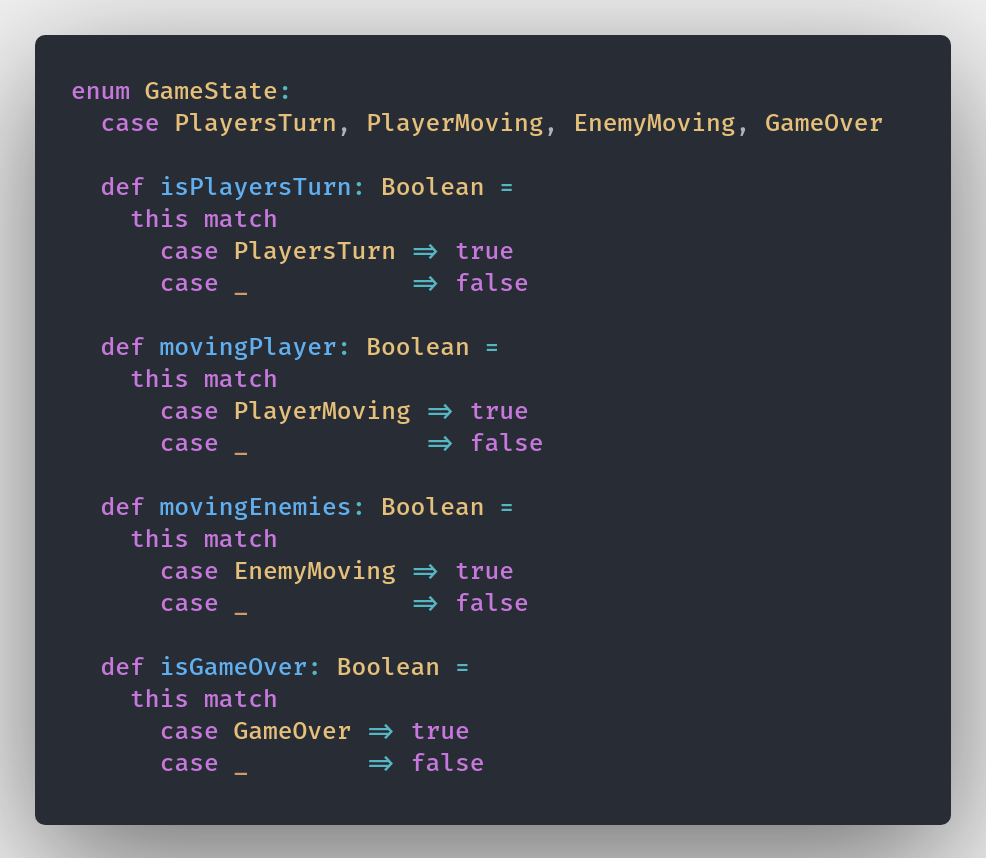 enum GameState:
  case PlayersTurn, PlayerMoving, EnemyMoving, GameOver

  def isPlayersTurn: Boolean =
    this match
      case PlayersTurn => true
      case _           => false

  def movingPlayer: Boolean =
    this match
      case PlayerMoving => true
      case _            => false

  def movingEnemies: Boolean =
    this match
      case EnemyMoving => true
      case _           => false

  def isGameOver: Boolean =
    this match
      case GameOver => true
      case _        => false